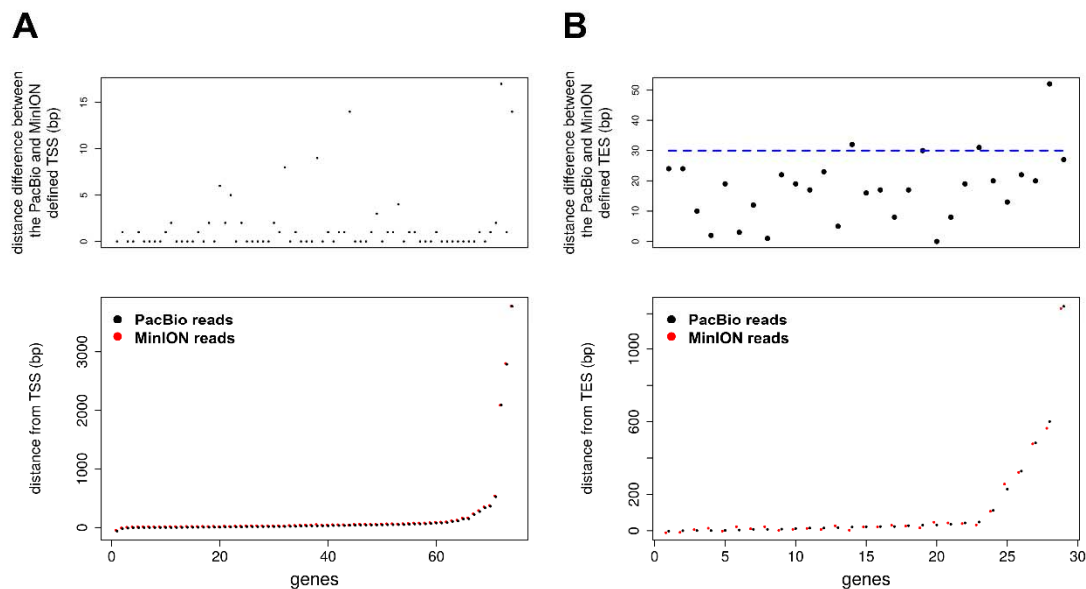 A
distance difference between
the PacBio and MinION
defined TSS (bp)
0
5
10
15
distance from TSS (bp)
0
1000
2000
3000
PacBio reads
MinION reads
0
20
40
60
genes
B
distance difference between
the PacBio and MinION
defined TES (bp)
0
10
20
30
40
50
distance from TES (bp)
0
200
600
1000
PacBio reads
MinION reads
0
5
10
15
20
25
30
genes